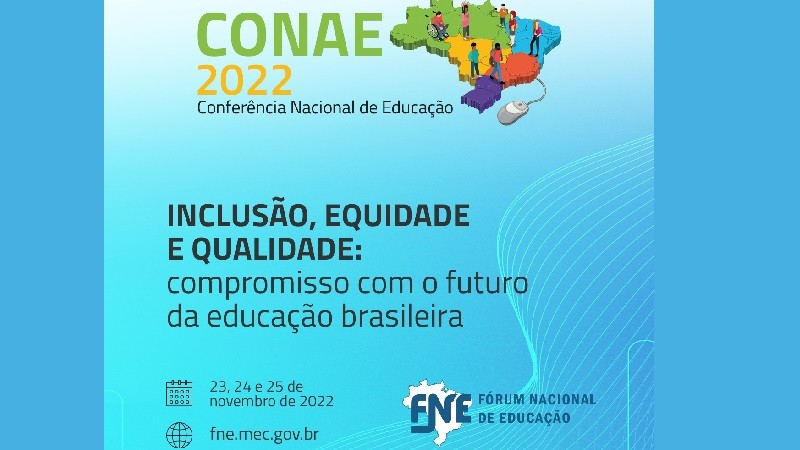 CONAE
2022
Conferência Nacional de Educação
INCLUSÃO, EQUIDADE
E QUALIDADE:
compromisso com o futuro
da educação brasileira
23, 24 e 25 de
novembro de 2022
fne.mec.gov.br
FNE
FÓRUM NACIONAL
DE EDUCAÇÃO